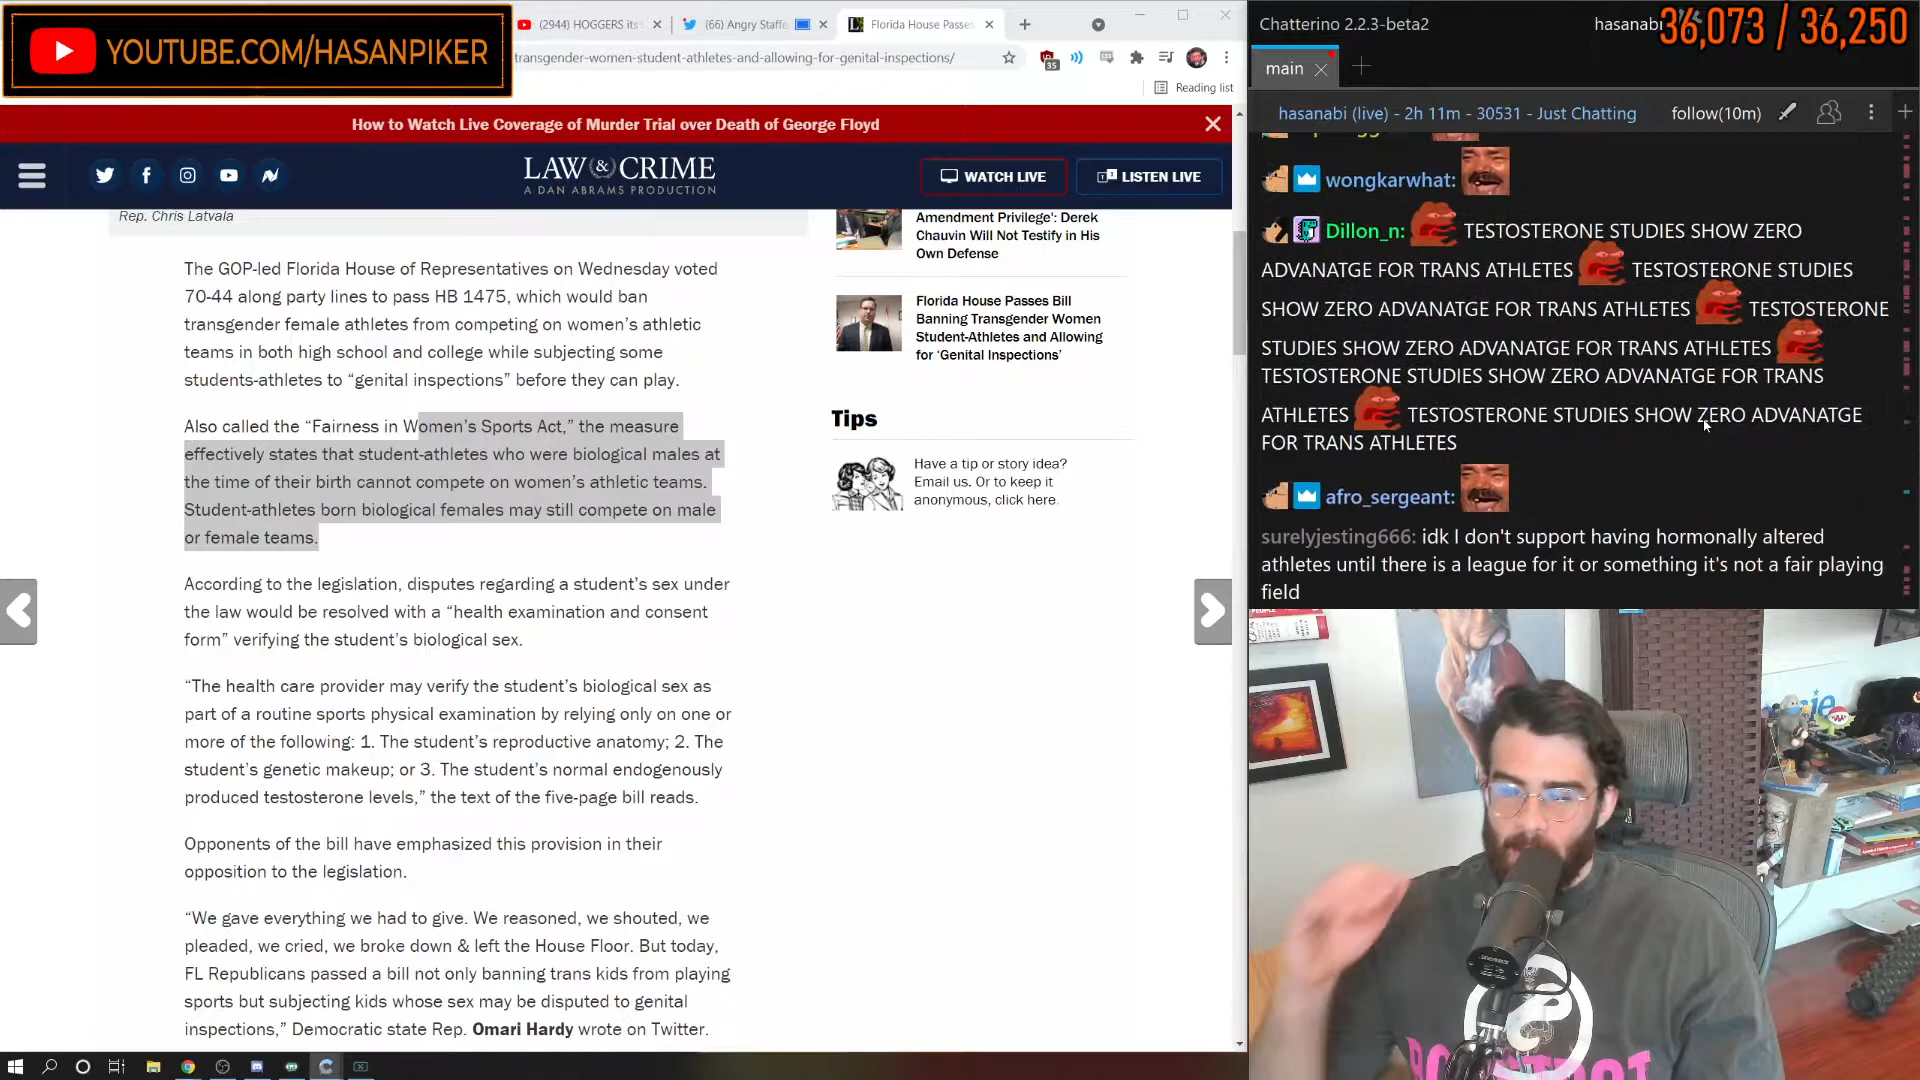 YOUTUBE.COM/HASANPIKER
(2944) HOGGERS its
(66) Angry Staffe
Florida House Passes
transgender-women-student-athletes-and-allowing-for-genital-inspections/
35
Reading list
How to Watch Live Coverage of Murder Trial over Death of George Floyd
LAW & CRIME
A DAN ABRAMS PRODUCTION
WATCH LIVE
LISTEN LIVE
Rep. Chris Latvala
The GOP-led Florida House of Representatives on Wednesday voted
70-44 along party lines to pass HB 1475, which would ban
transgender female athletes from competing on women’s athletic
teams in both high school and college while subjecting some
students-athletes to “genital inspections” before they can play.
Also called the “Fairness in Women’s Sports Act,” the measure
effectively states that student-athletes who were biological males at
the time of their birth cannot compete on women’s athletic teams.
Student-athletes born biological females may still compete on male
or female teams.
According to the legislation, disputes regarding a student’s sex under
the law would be resolved with a “health examination and consent
form” verifying the student’s biological sex.
“The health care provider may verify the student’s biological sex as
part of a routine sports physical examination by relying only on one or
more of the following: 1. The student’s reproductive anatomy; 2. The
student’s genetic makeup; or 3. The student’s normal endogenously
produced testosterone levels,” the text of the five-page bill reads.
Opponents of the bill have emphasized this provision in their
opposition to the legislation.
“We gave everything we had to give. We reasoned, we shouted, we
pleaded, we cried, we broke down & left the House Floor. But today,
FL Republicans passed a bill not only banning trans kids from playing
sports but subjecting kids whose sex may be disputed to genital
inspections,” Democratic state Rep. Omari Hardy wrote on Twitter.
Amendment Privilege’: Derek
Chauvin Will Not Testify in His
Own Defense
Florida House Passes Bill
Banning Transgender Women
Student-Athletes and Allowing
for ‘Genital Inspections’
Tips
Have a tip or story idea?
Email us. Or to keep it
anonymous, click here.
Chatterino 2.2.3-beta2
hasanabi
36,073 / 36,250
main
hasanabi (live) - 2h 11m - 30531 - Just Chatting
follow(10m)
wongkarwhat:
Dillon_n: TESTOSTERONE STUDIES SHOW ZERO
ADVANATGE FOR TRANS ATHLETES TESTOSTERONE STUDIES
SHOW ZERO ADVANATGE FOR TRANS ATHLETES TESTOSTERONE
STUDIES SHOW ZERO ADVANATGE FOR TRANS ATHLETES
TESTOSTERONE STUDIES SHOW ZERO ADVANATGE FOR TRANS
ATHLETES TESTOSTERONE STUDIES SHOW ZERO ADVANATGE
FOR TRANS ATHLETES
afro_sergeant:
surelyjesting666: idk I don't support having hormonally altered
athletes until there is a league for it or something it's not a fair playing
field